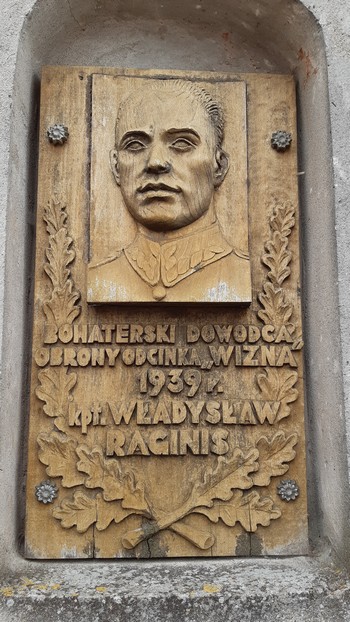 BOHATERSKI DOWÓDCA
OBRONY ODCINKA „WIZNA"
1939 r.
kpt. WŁADYSŁAW
RAGINIS